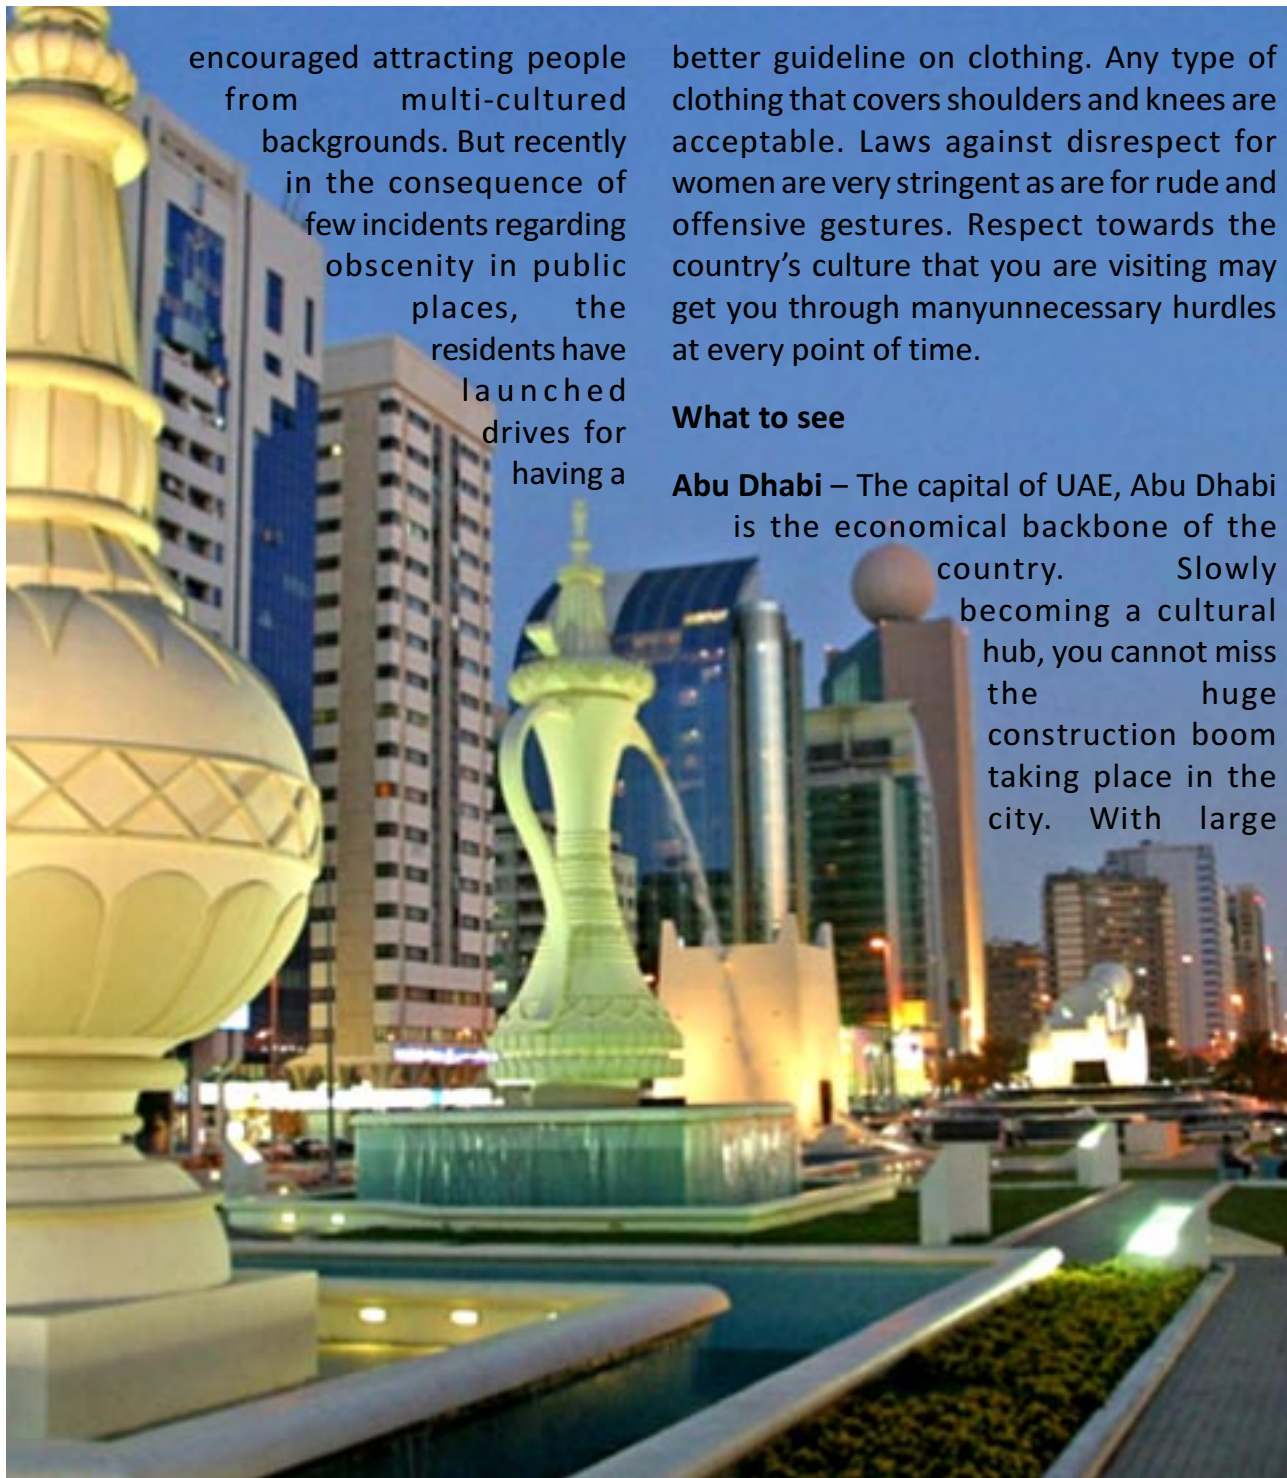 encouraged attracting people
from multi-cultured
backgrounds. But recently
in the consequence of
few incidents regarding
obscenity in public
places, the
residents have
launched
drives for
having a
better guideline on clothing. Any type of
clothing that covers shoulders and knees are
acceptable. Laws against disrespect for
women are very stringent as are for rude and
offensive gestures. Respect towards the
country’s culture that you are visiting may
get you through manyunnecessary hurdles
at every point of time.
What to see
Abu Dhabi – The capital of UAE, Abu Dhabi
is the economical backbone of the
country. Slowly
becoming a cultural
hub, you cannot miss
the huge
construction boom
taking place in the
city. With large